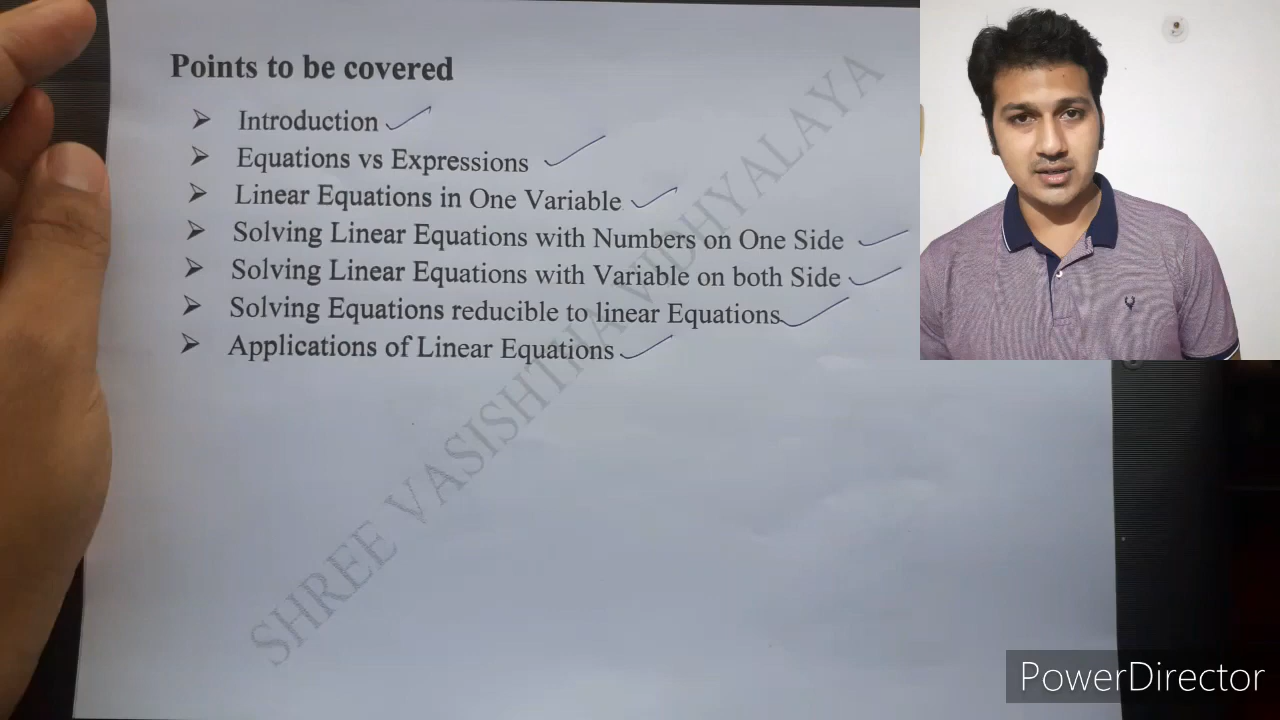 Points to be covered
➢ Introduction
➢ Equations vs Expressions
➢ Linear Equations in One Variable
➢ Solving Linear Equations with Numbers on One Side
➢ Solving Linear Equations with Variable on both Side
➢ Solving Equations reducible to linear Equations
➢ Applications of Linear Equations
SHREE VASISHTHA VIDHYALAYA
PowerDirector